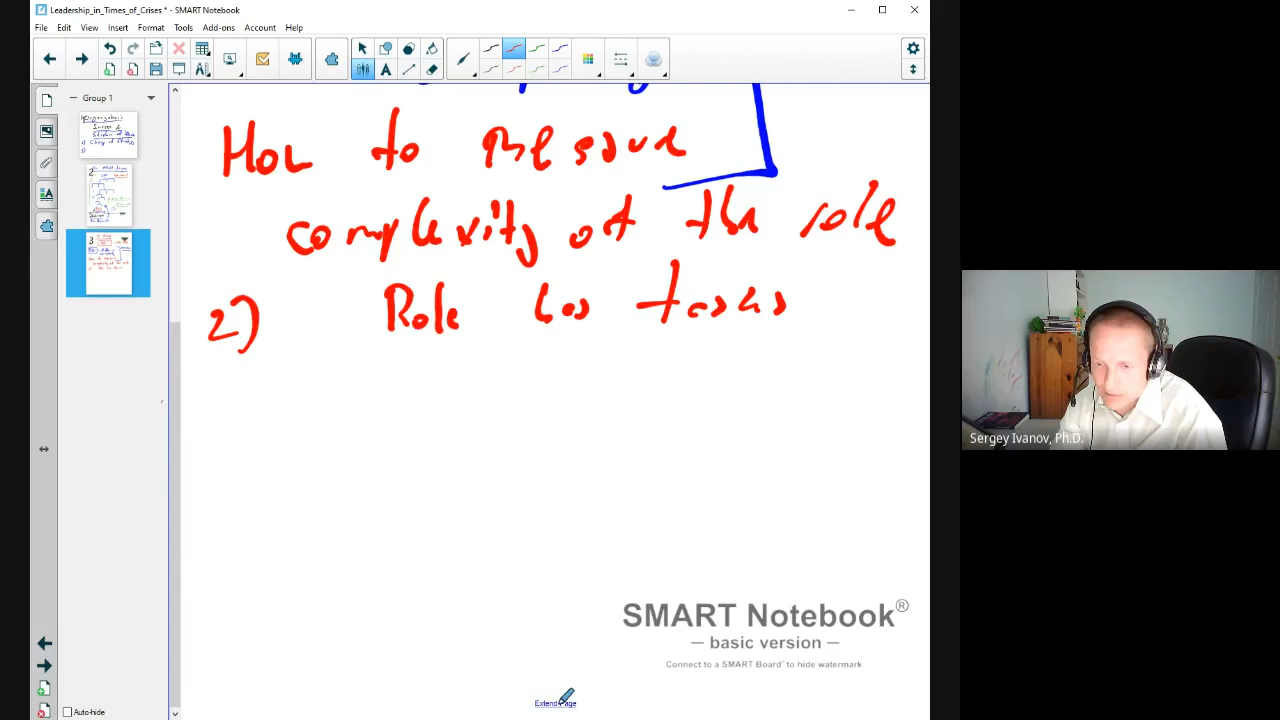 Leadership_in_Times_of_Crises * - SMART Notebook
File Edit View Insert Format Tools Add-ons Account Help
Group 1
How to measure
complexity of the role
2) Role has tasks
Sergey Ivanov, Ph.D.
SMART Notebook®
— basic version —
Connect to a SMART Board® to hide watermark
Extend Page
Auto-hide